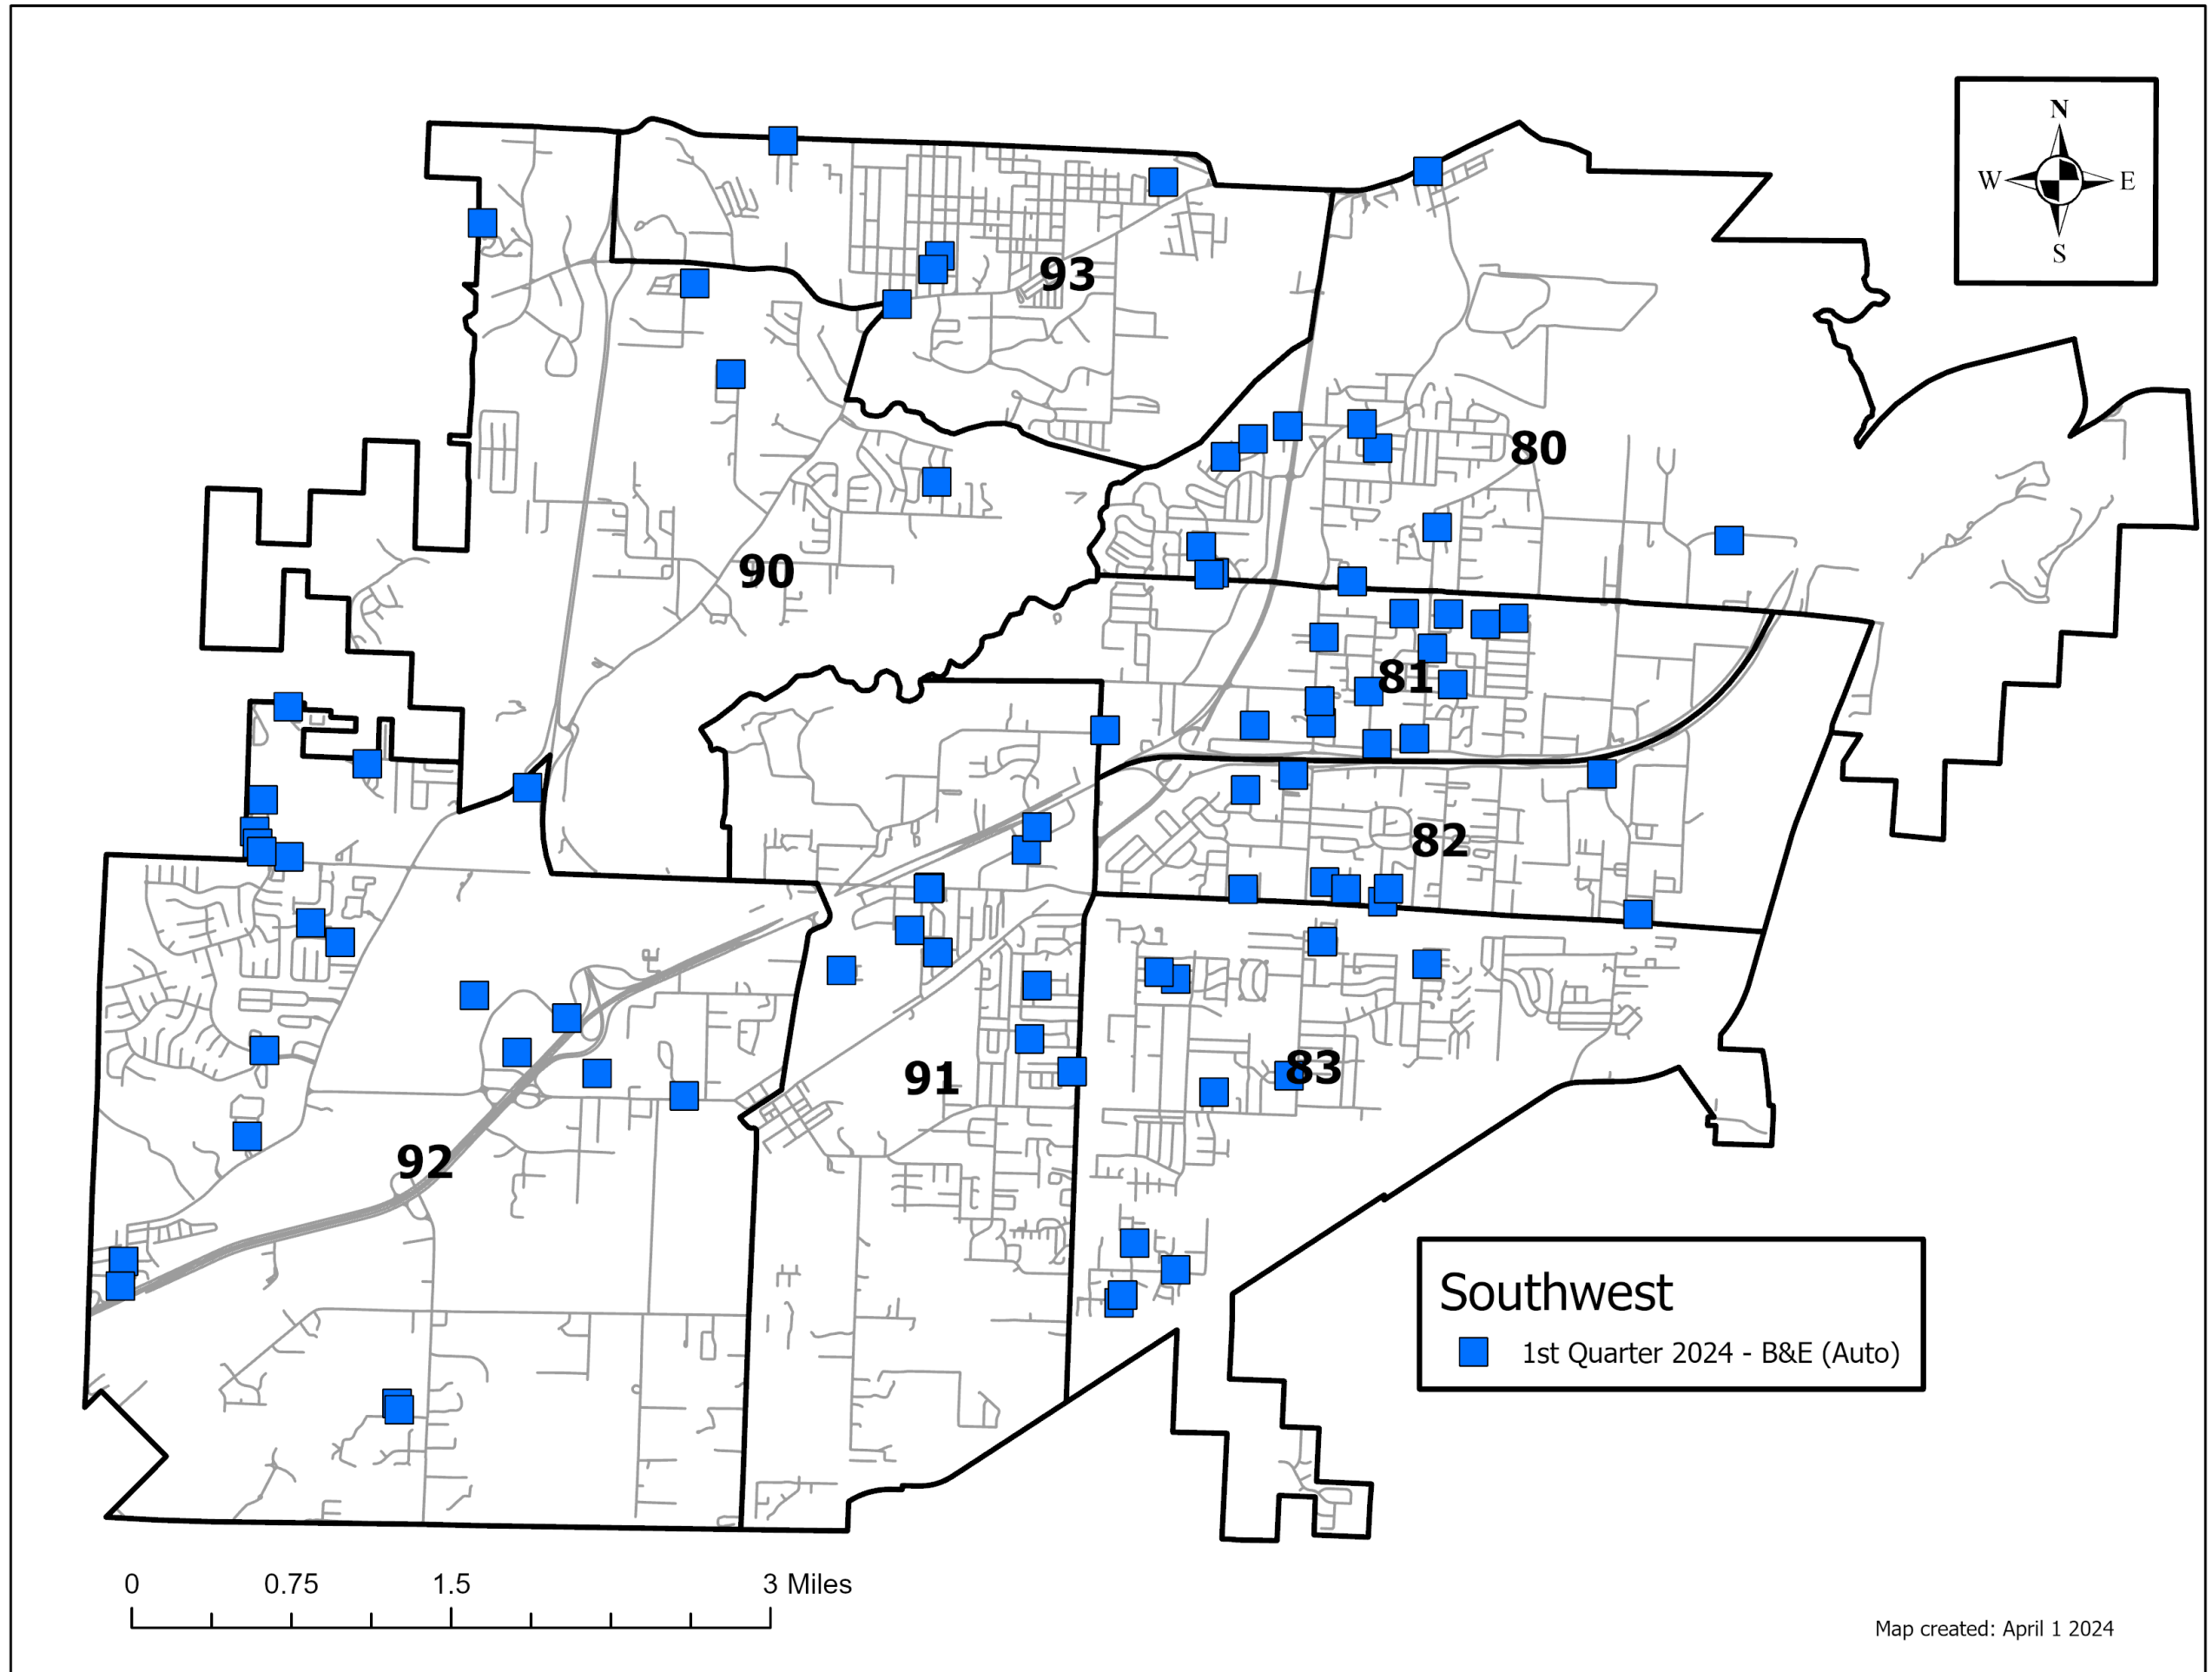 N
W E
S
93
80
90
81
82
91
83
92
Southwest
1st Quarter 2024 - B&E (Auto)
0 0.75 1.5 3 Miles
Map created: April 1 2024